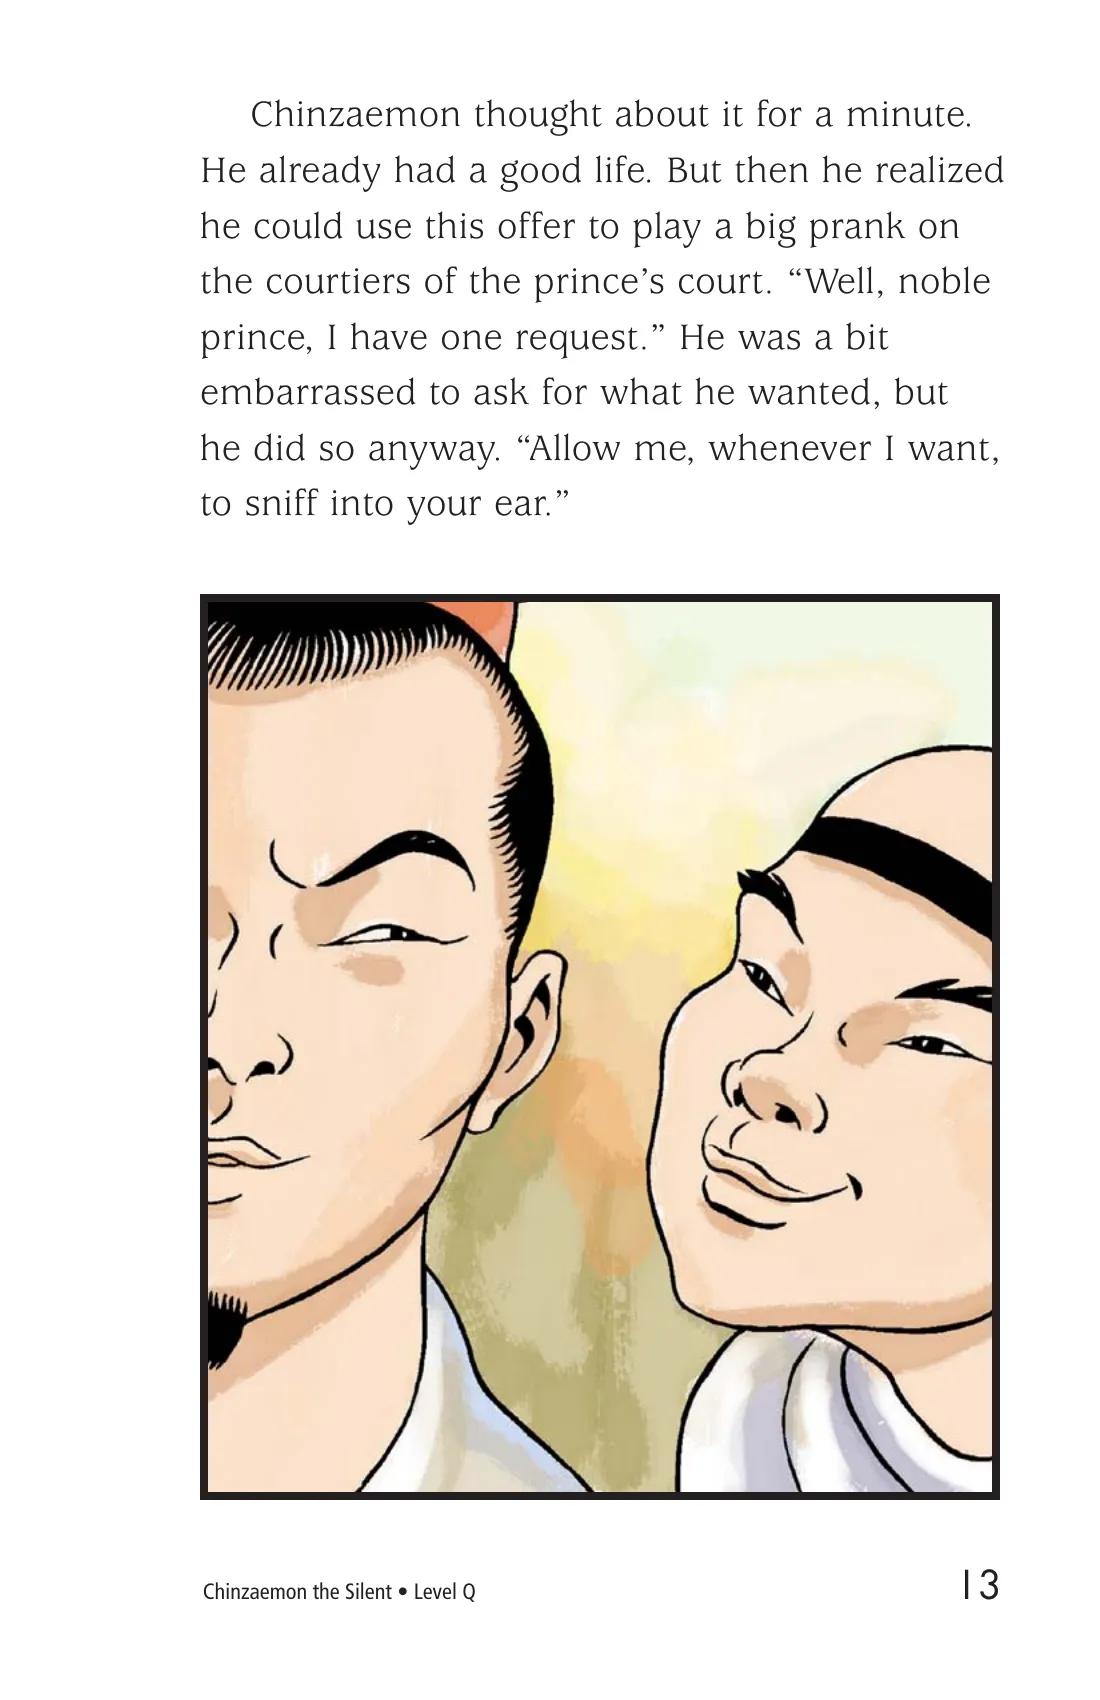 Chinzaemon thought about it for a minute.
He already had a good life. But then he realized
he could use this offer to play a big prank on
the courtiers of the prince’s court. “Well, noble
prince, I have one request.” He was a bit
embarrassed to ask for what he wanted, but
he did so anyway. “Allow me, whenever I want,
to sniff into your ear.”
Chinzaemon the Silent • Level Q
13